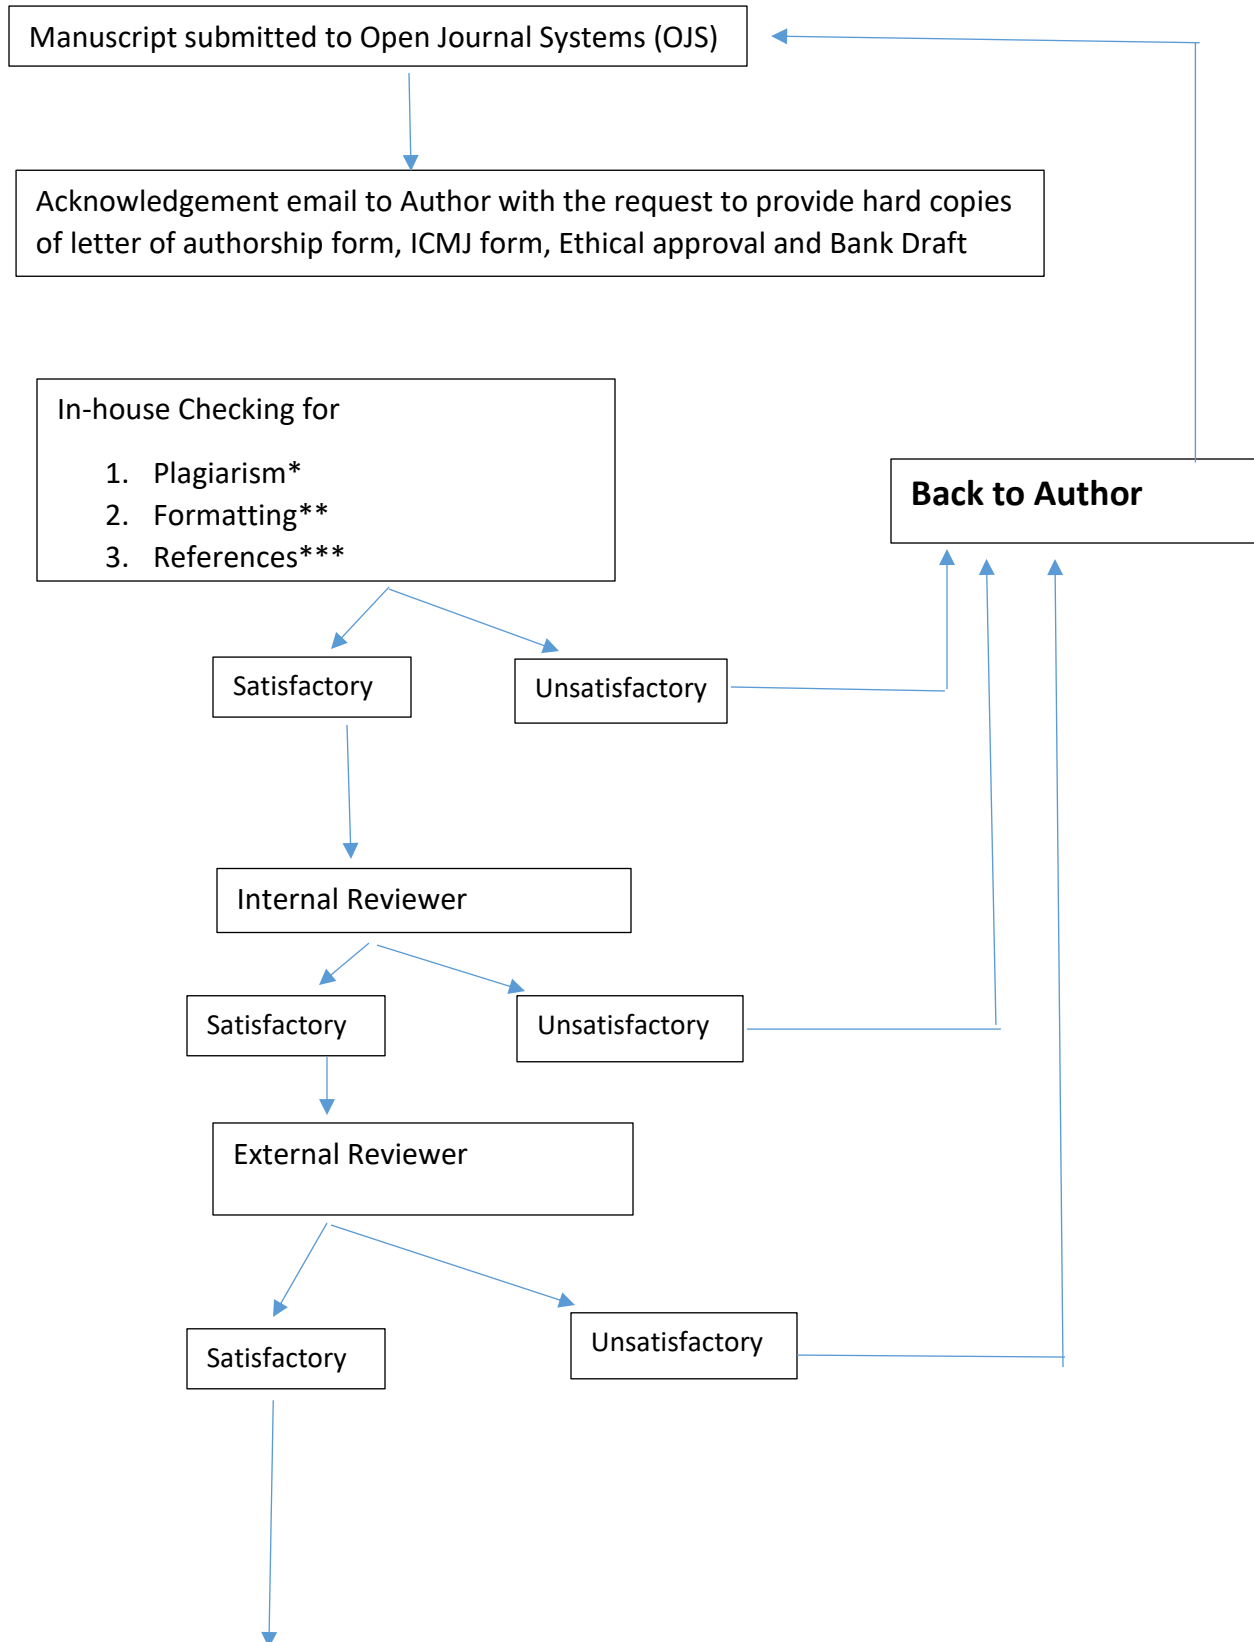 Manuscript submitted to Open Journal Systems (OJS)
Acknowledgement email to Author with the request to provide hard copies
of letter of authorship form, ICMJ form, Ethical approval and Bank Draft
In-house Checking for
1. Plagiarism*
2. Formatting**
3. References***
Back to Author
Satisfactory
Unsatisfactory
Internal Reviewer
Satisfactory
Unsatisfactory
External Reviewer
Satisfactory
Unsatisfactory